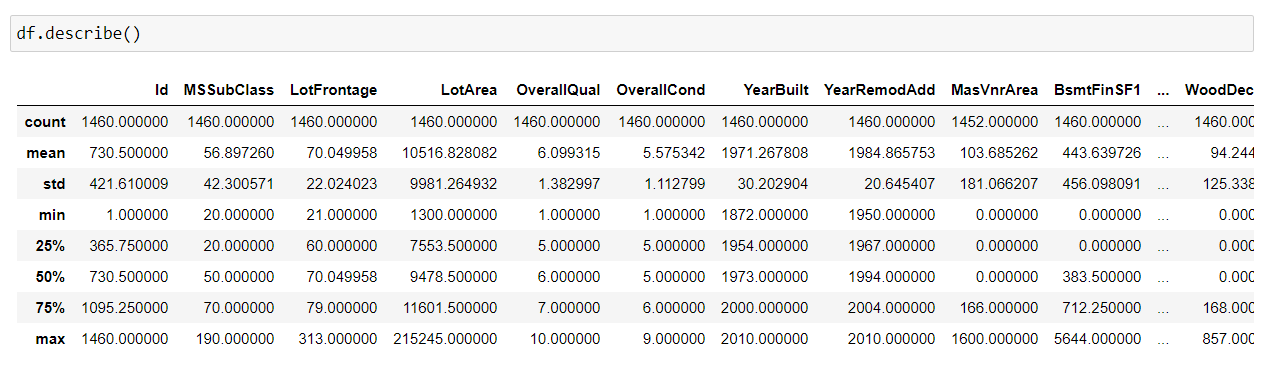 df.describe()
Id MSSubClass LotFrontage LotArea OverallQual OverallCond YearBuilt YearRemodAdd MasVnrArea BsmtFinSF1 ... WoodDec
count 1460.000000 1460.000000 1460.000000 1460.000000 1460.000000 1460.000000 1460.000000 1460.000000 1452.000000 1460.000000 ... 1460.000
mean 730.500000 56.897260 70.049958 10516.828082 6.099315 5.575342 1971.267808 1984.865753 103.685262 443.639726 ... 94.244
std 421.610009 42.300571 22.024023 9981.264932 1.382997 1.112799 30.202904 20.645407 181.066207 456.098091 ... 125.338
min 1.000000 20.000000 21.000000 1300.000000 1.000000 1.000000 1872.000000 1950.000000 0.000000 0.000000 ... 0.000
25% 365.750000 20.000000 60.000000 7553.500000 5.000000 5.000000 1954.000000 1967.000000 0.000000 0.000000 ... 0.000
50% 730.500000 50.000000 70.049958 9478.500000 6.000000 5.000000 1973.000000 1994.000000 0.000000 383.500000 ... 0.000
75% 1095.250000 70.000000 79.000000 11601.500000 7.000000 6.000000 2000.000000 2004.000000 166.000000 712.250000 ... 168.000
max 1460.000000 190.000000 313.000000 215245.000000 10.000000 9.000000 2010.000000 2010.000000 1600.000000 5644.000000 ... 857.000